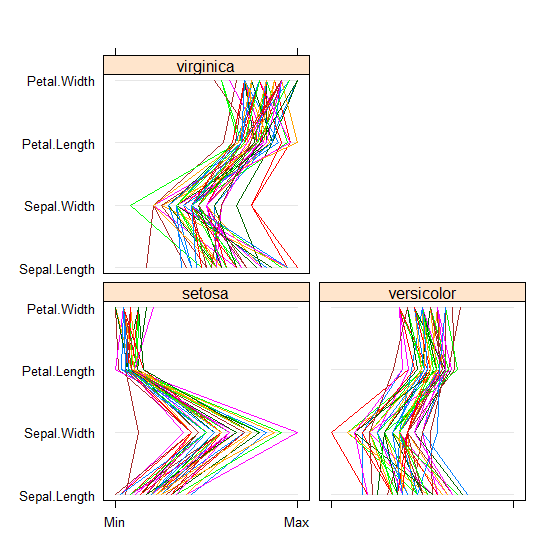 virginica
Petal.Width
Petal.Length
Sepal.Width
Sepal.Length
setosa
versicolor
Petal.Width
Petal.Length
Sepal.Width
Sepal.Length
Min
Max